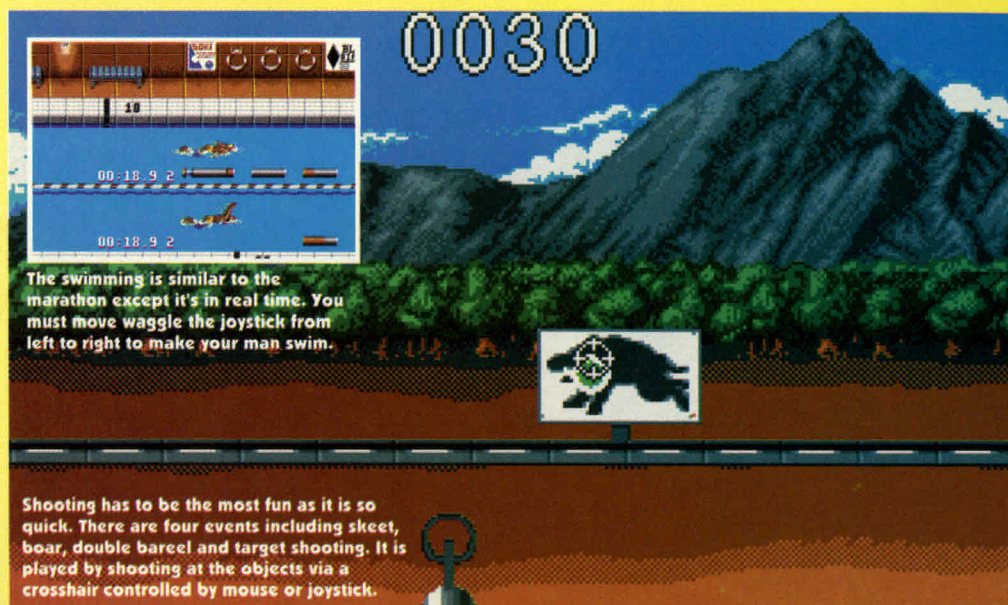 0030
10
00:18.9 2
00:18.9 2
The swimming is similar to the
marathon except it's in real time. You
must move waggle the joystick from
left to right to make your man swim.
Shooting has to be the most fun as it is so
quick. There are four events including skeet,
boar, double bareel and target shooting. It is
played by shooting at the objects via a
crosshair controlled by mouse or joystick.